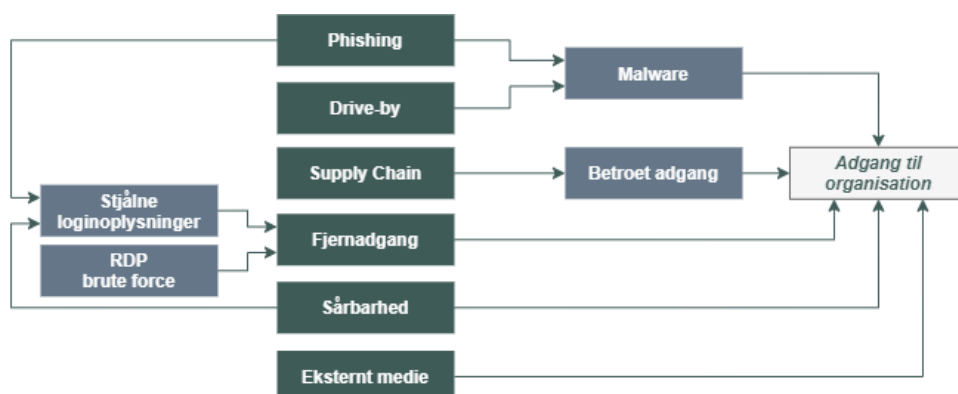 Phishing
Malware
Drive-by
Supply Chain
Betroet adgang
Adgang til
organisation
Stjålne
loginoplysninger
Fjernadgang
RDP
brute force
Sårbarhed
Eksternt medie